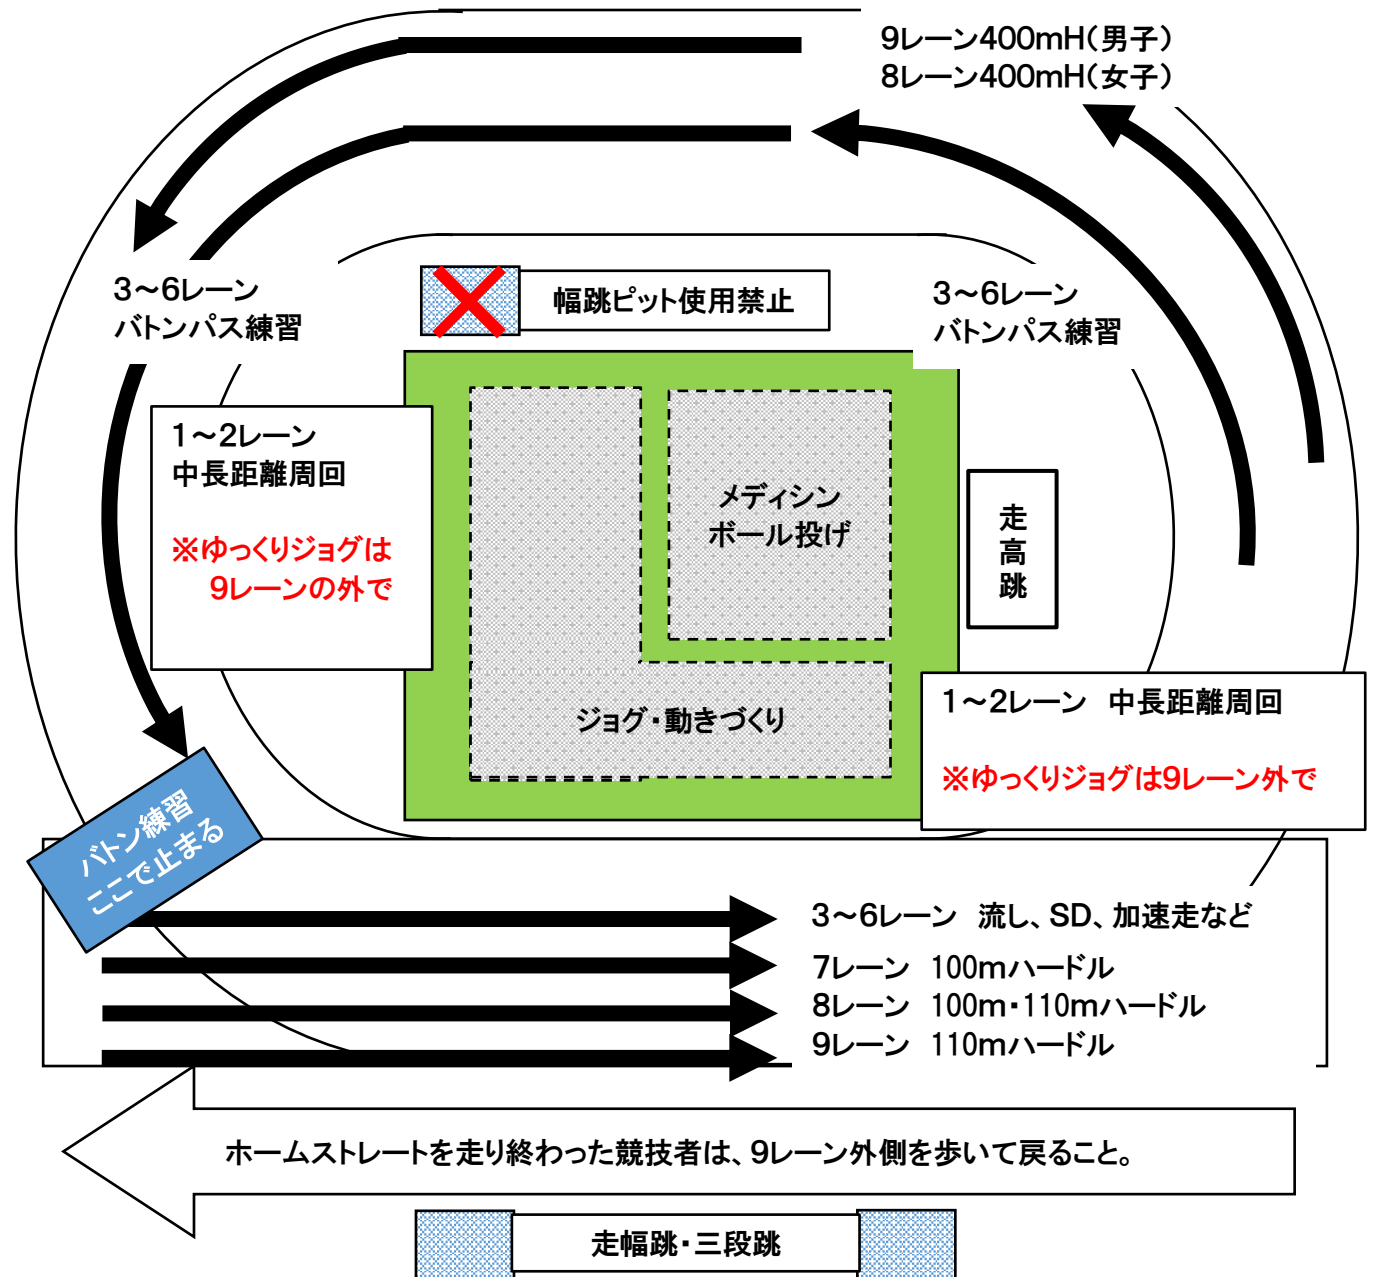 9レーン400mH(男子)
8レーン400mH(女子)
3～6レーン
バトンパス練習
幅跳ピット使用禁止
3～6レーン
バトンパス練習
1～2レーン
中長距離周回
※ゆっくりジョグは
9レーンの外で
メディシン
ボール投げ
走
高
跳
ジョグ・動きづくり
1～2レーン　中長距離周回
※ゆっくりジョグは9レーン外で
バトン練習
ここで止まる
3～6レーン　流し、SD、加速走など
7レーン　100mハードル
8レーン　100m・110mハードル
9レーン　110mハードル
ホームストレートを走り終わった競技者は、9レーン外側を歩いて戻ること。
走幅跳・三段跳